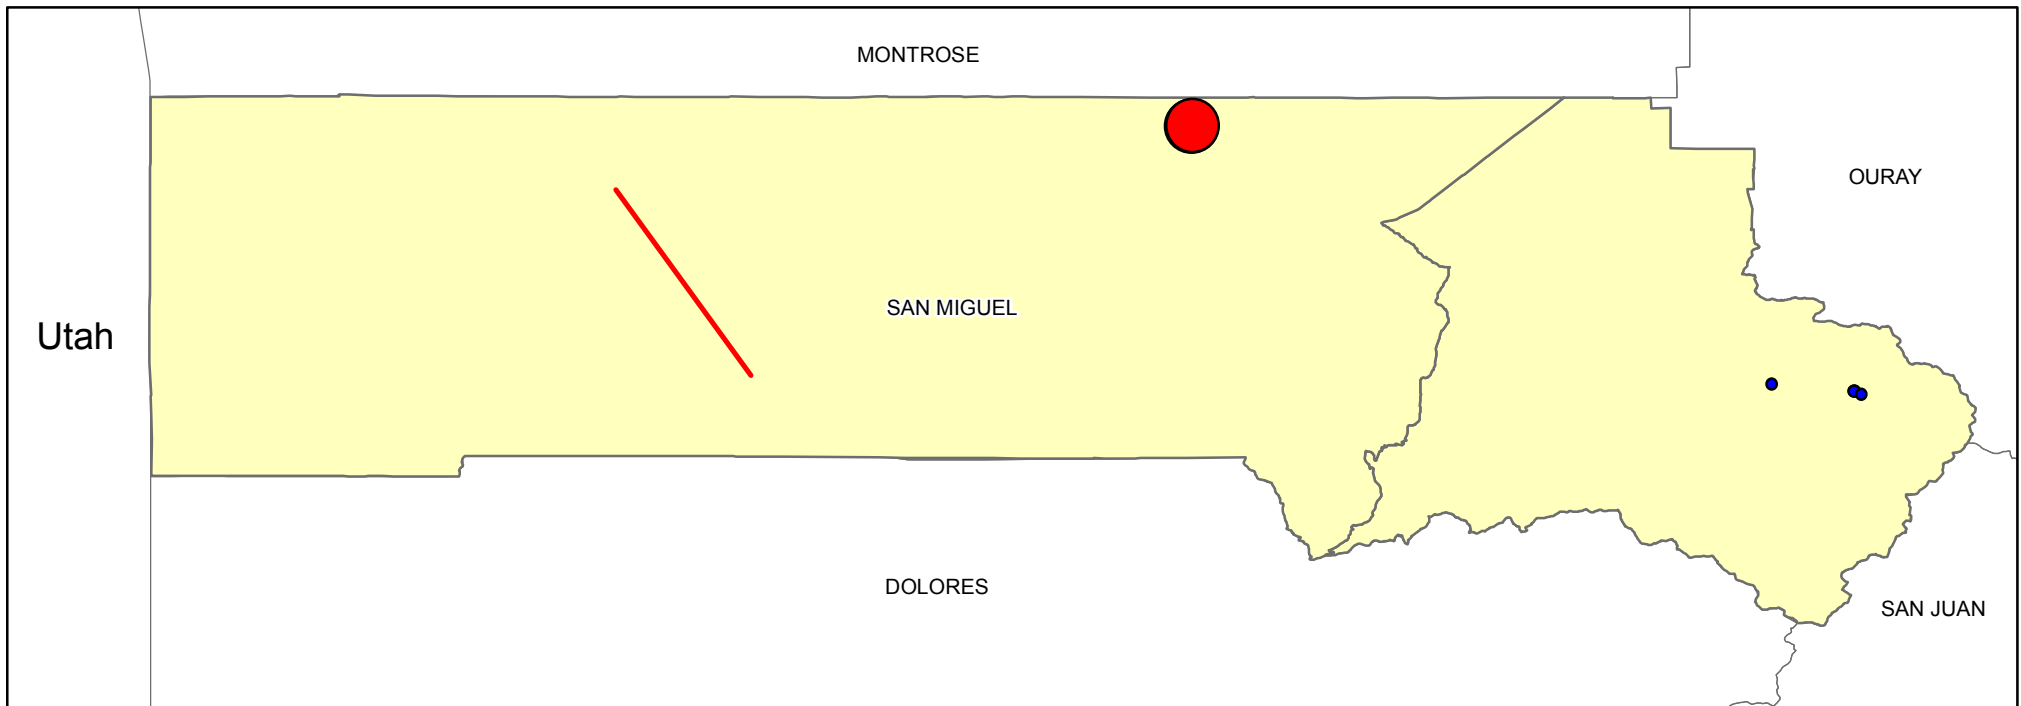 MONTROSE
OURAY
SAN MIGUEL
Utah
DOLORES
SAN JUAN